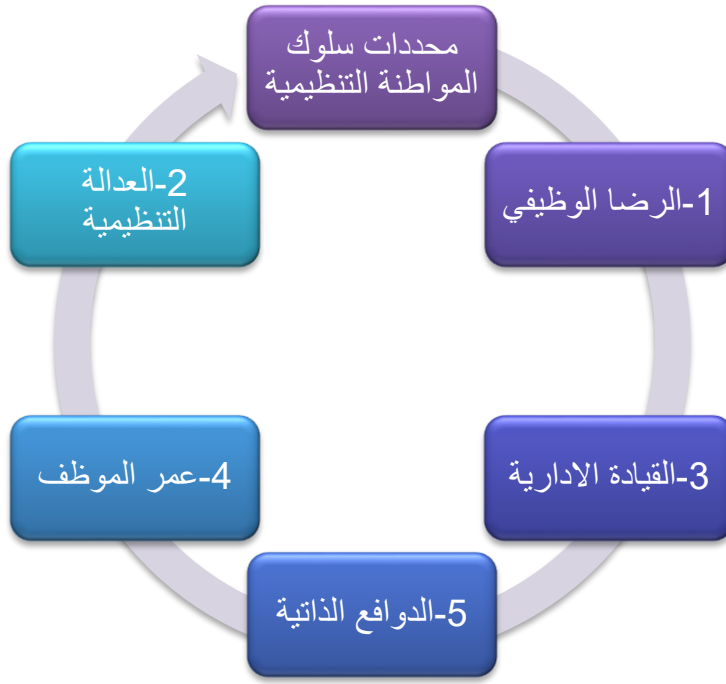 محددات سلوك
المواطنة التنظيمية
1-الرضا الوظيفي
2-العدالة
التنظيمية
3-القيادة الادارية
4-عمر الموظف
5-الدوافع الذاتية